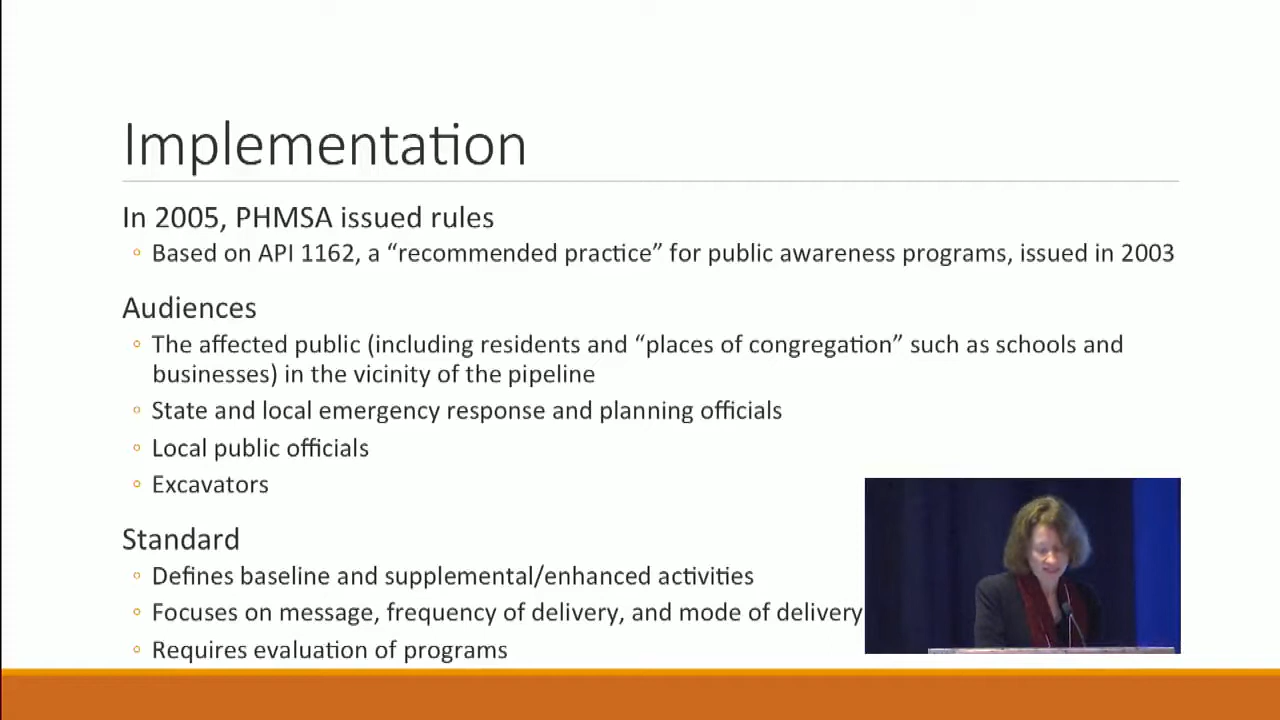 Implementation
In 2005, PHMSA issued rules
◦ Based on API 1162, a “recommended practice” for public awareness programs, issued in 2003
Audiences
◦ The affected public (including residents and “places of congregation” such as schools and
businesses) in the vicinity of the pipeline
◦ State and local emergency response and planning officials
◦ Local public officials
◦ Excavators
Standard
◦ Defines baseline and supplemental/enhanced activities
◦ Focuses on message, frequency of delivery, and mode of delivery
◦ Requires evaluation of programs